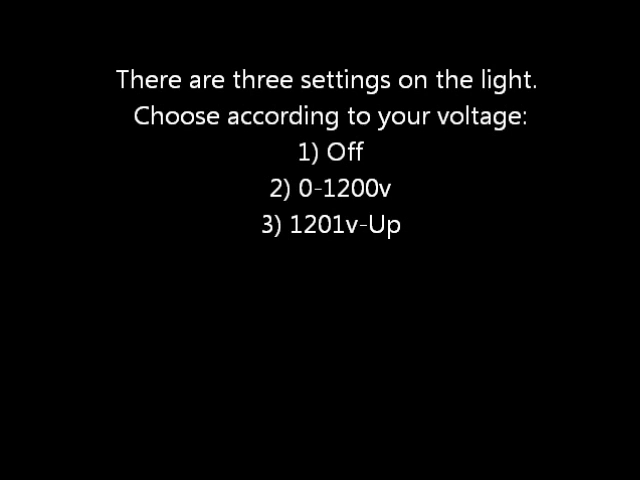 There are three settings on the light.
Choose according to your voltage:
1) Off
2) 0-1200v
3) 1201v-Up